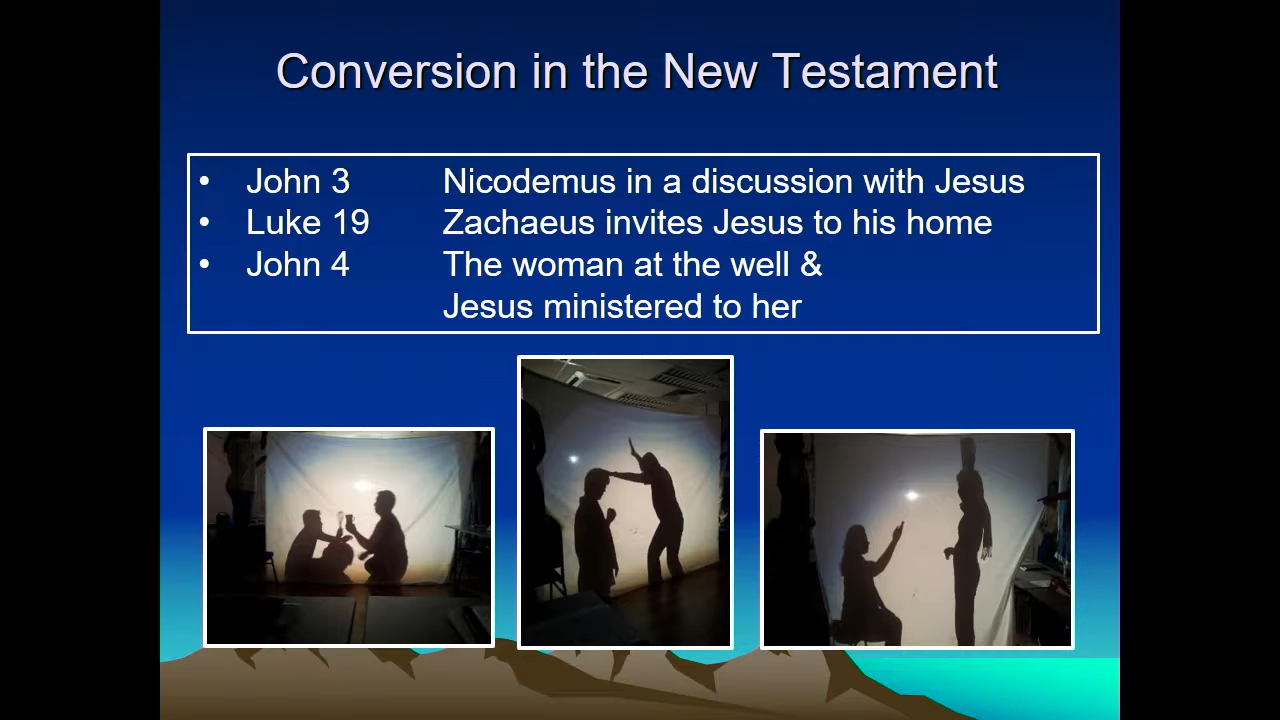 Conversion in the New Testament
• John 3 Nicodemus in a discussion with Jesus
• Luke 19 Zachaeus invites Jesus to his home
• John 4 The woman at the well &
Jesus ministered to her